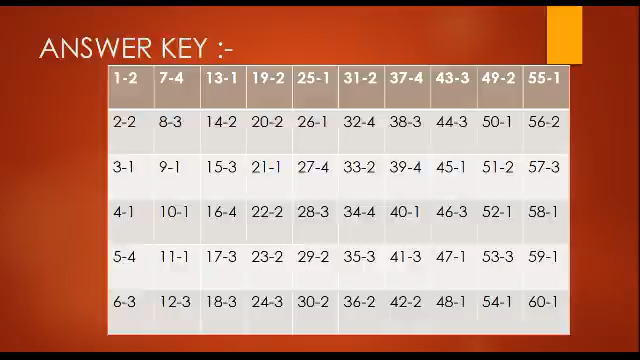 ANSWER KEY :-
1-2 7-4 13-1 19-2 25-1 31-2 37-4 43-3 49-2 55-1
2-2 8-3 14-2 20-2 26-1 32-4 38-3 44-3 50-1 56-2
3-1 9-1 15-3 21-1 27-4 33-2 39-4 45-1 51-2 57-3
4-1 10-1 16-4 22-2 28-3 34-4 40-1 46-3 52-1 58-1
5-4 11-1 17-3 23-2 29-2 35-3 41-3 47-1 53-3 59-1
6-3 12-3 18-3 24-3 30-2 36-2 42-2 48-1 54-1 60-1